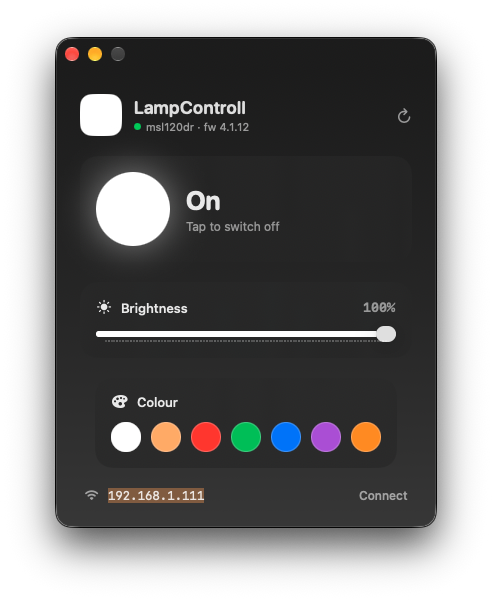 LampControll
msl120dr · fw 4.1.12
On
Tap to switch off
Brightness 100%
Colour
192.168.1.111 Connect